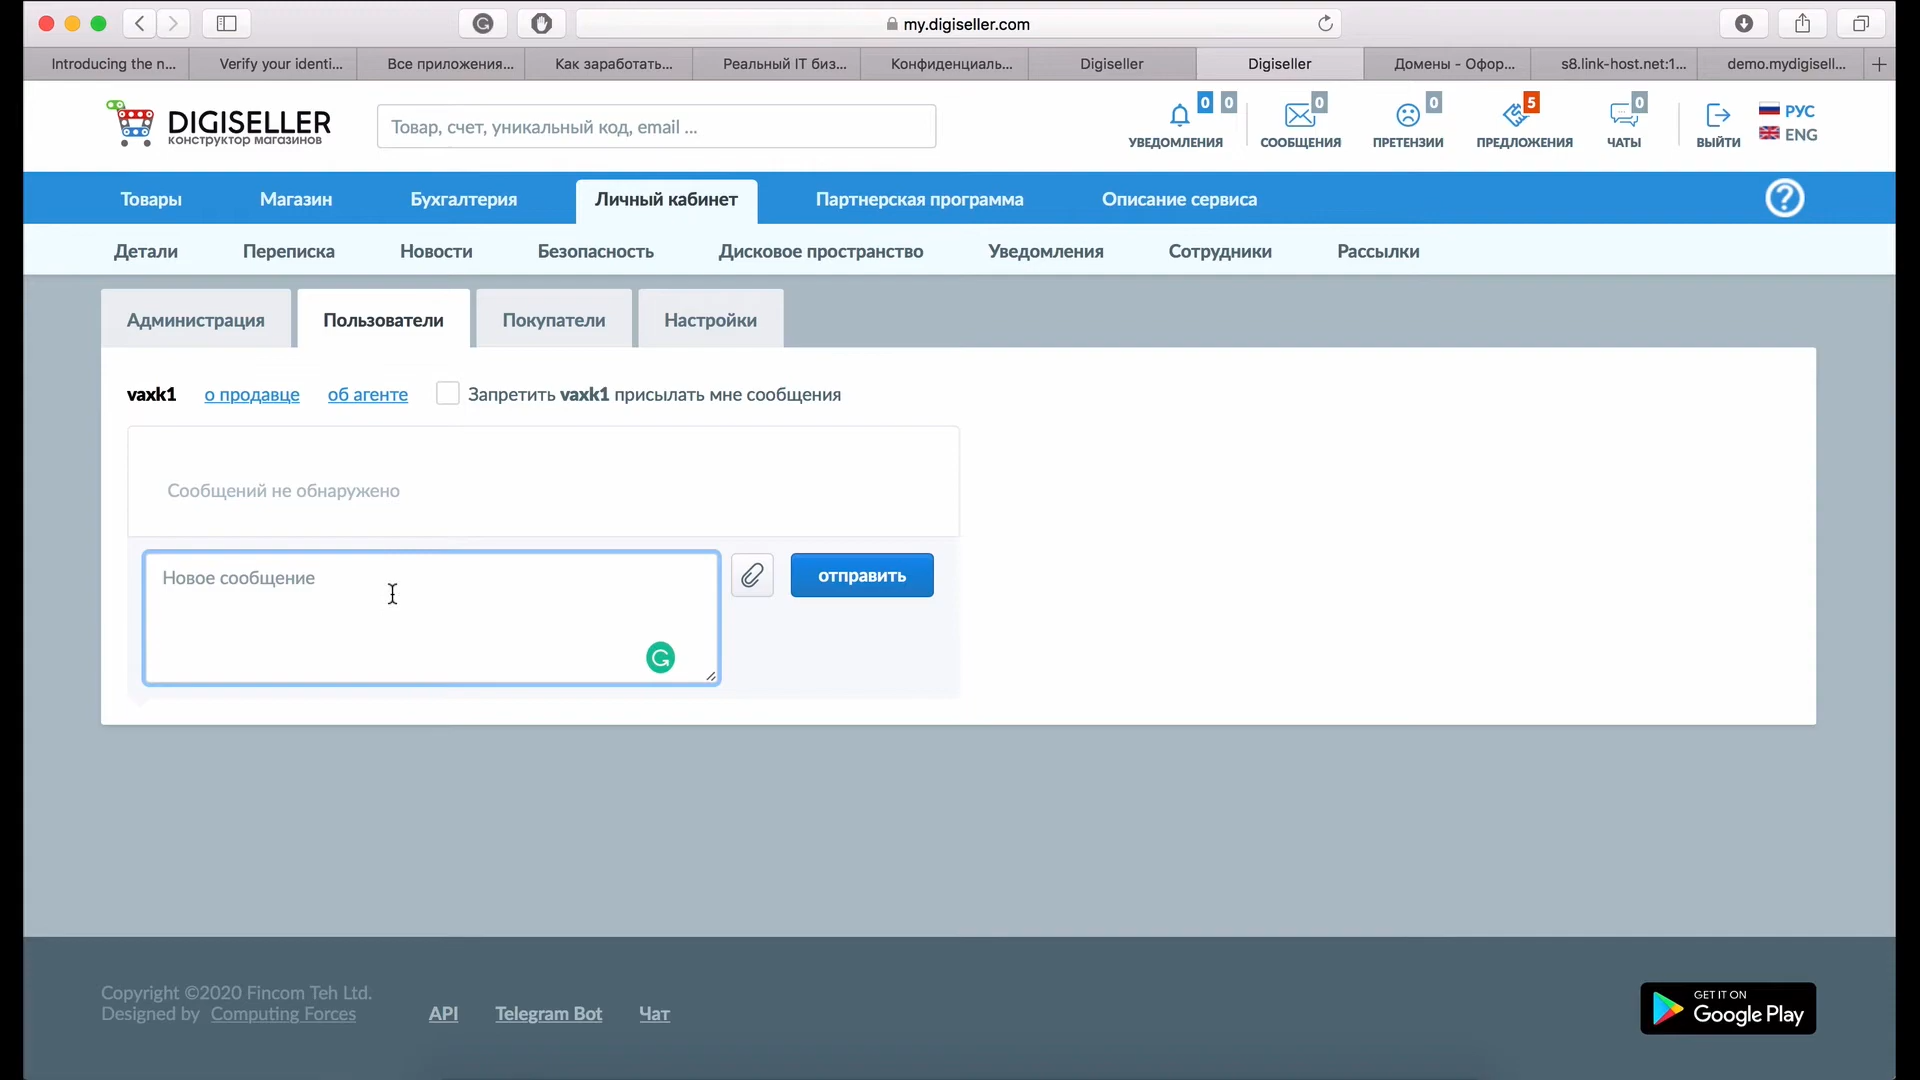 my.digiseller.com
Introducing the n...
Verify your identi...
Все приложения...
Как заработать...
Реальный IT биз...
Конфиденциаль...
Digiseller
Digiseller
Домены - Офор...
s8.link-host.net:1...
demo.mydigisell...
DIGISELLER
конструктор магазинов
Товар, счет, уникальный код, email ...
0 0
УВЕДОМЛЕНИЯ
0
СООБЩЕНИЯ
0
ПРЕТЕНЗИИ
5
ПРЕДЛОЖЕНИЯ
0
ЧАТЫ
ВЫЙТИ
РУС
ENG
Товары
Магазин
Бухгалтерия
Личный кабинет
Партнерская программа
Описание сервиса
?
Детали
Переписка
Новости
Безопасность
Дисковое пространство
Уведомления
Сотрудники
Рассылки
Администрация
Пользователи
Покупатели
Настройки
vaxk1 о продавце об агенте Запретить vaxk1 присылать мне сообщения
Сообщений не обнаружено
Новое сообщение
отправить
Copyright ©2020 Fincom Teh Ltd.
Designed by Computing Forces
API
Telegram Bot
Чат
GET IT ON
Google Play